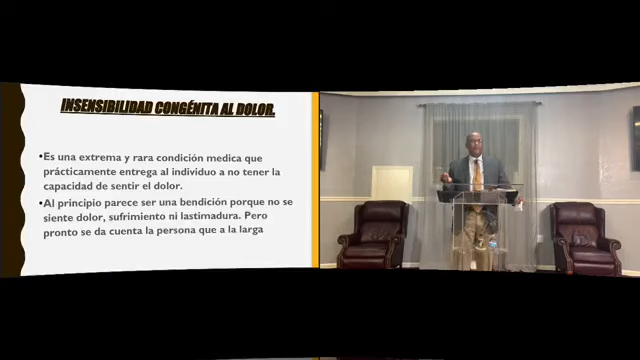 INSENSIBILIDAD CONGÉNITA AL DOLOR.
•Es una extrema y rara condición medica que
prácticamente entrega al individuo a no tener la
capacidad de sentir el dolor.
•Al principio parece ser una bendición porque no se
siente dolor, sufrimiento ni lastimadura. Pero
pronto se da cuenta la persona que a la larga